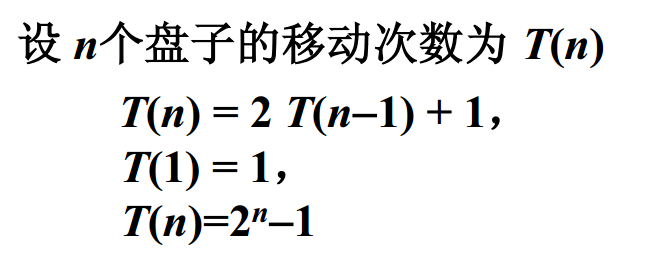 设 n个盘子的移动次数为 T(n)
T(n) = 2 T(n–1) + 1，
T(1) = 1，
T(n)=2ⁿ–1